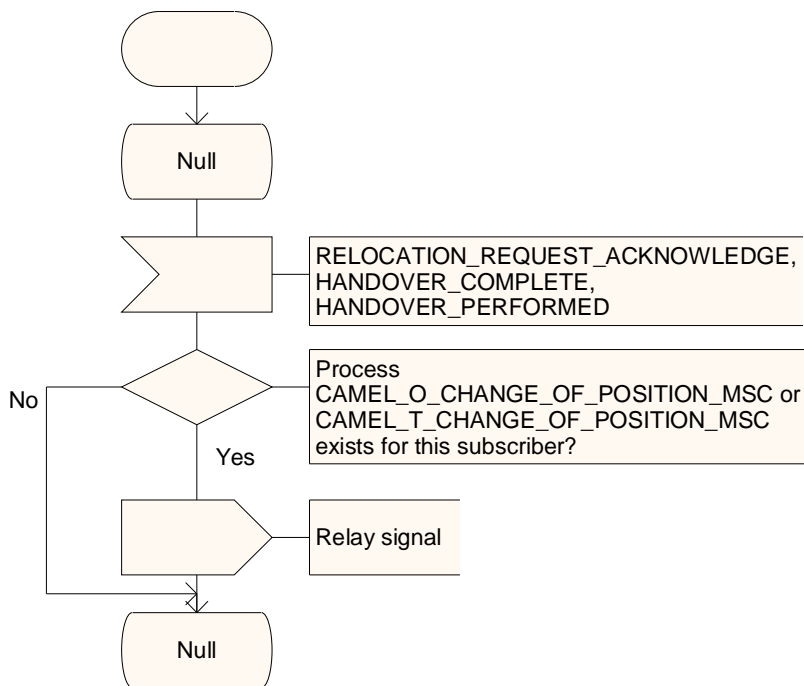 Null
RELOCATION_REQUEST_ACKNOWLEDGE,
HANDOVER_COMPLETE,
HANDOVER_PERFORMED
Process
CAMEL_O_CHANGE_OF_POSITION_MSC or
CAMEL_T_CHANGE_OF_POSITION_MSC
exists for this subscriber?
No
Yes
Relay signal
Null